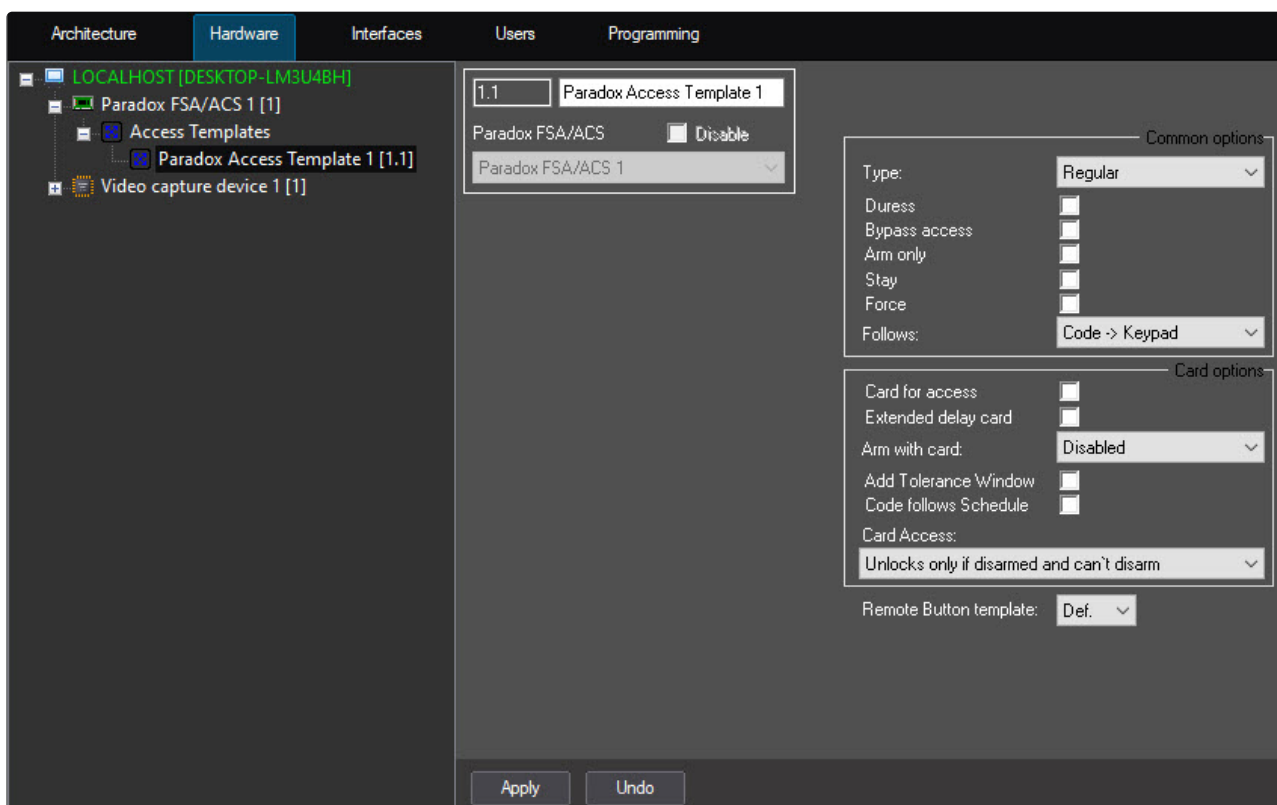 Architecture Hardware Interfaces Users Programming
LOCALHOST [DESKTOP-LM3U4BH]
Paradox FSA/ACS 1 [1]
Access Templates
Paradox Access Template 1 [1.1]
Video capture device 1 [1]
1.1 Paradox Access Template 1
Paradox FSA/ACS Disable
Paradox FSA/ACS 1
Common options
Type: Regular
Duress
Bypass access
Arm only
Stay
Force
Follows: Code -> Keypad
Card options
Card for access
Extended delay card
Arm with card: Disabled
Add Tolerance Window
Code follows Schedule
Card Access:
Unlocks only if disarmed and can`t disarm
Remote Button template: Def.
Apply Undo